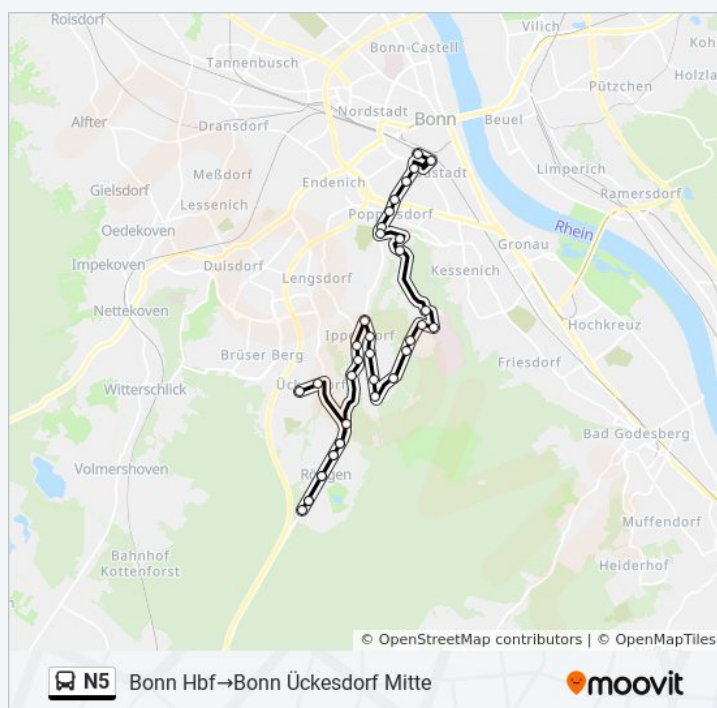 Roisdorf
Vilich
Koh
Bonn-Castell
Tannenbusch
Holzla
Pützchen
Nordstadt
Alfter
Bonn
Beuel
Dransdorf
Meßdorf
Gielsdorf
Endenich
dstadt
Limperich
Lessenich
Ramersdorf
Poppelsdorf
Oedekoven
Rhein
Gronau
Impekoven
Duisdorf
Kessenich
Lengsdorf
Nettekoven
Hochkreuz
Ippendorf
Brüser Berg
Friesdorf
Witterschlick
Ückesdorf
Bad Godesberg
Volmershoven
Röttgen
Muffendorf
Bahnhof
Kottenforst
Heiderhof
© OpenStreetMap contributors | © OpenMapTiles
N5 Bonn Hbf→Bonn Ückesdorf Mitte
moovit